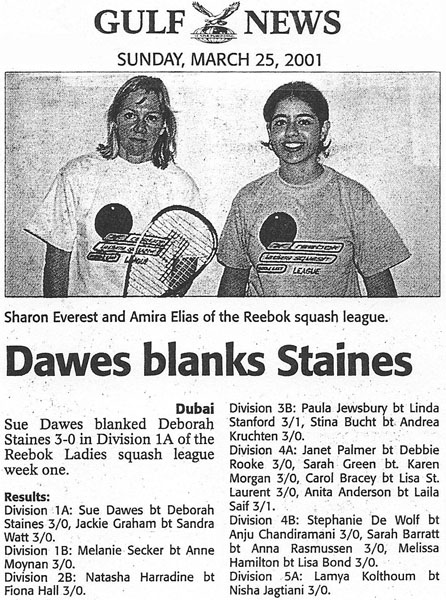 GULF NEWS
SUNDAY, MARCH 25, 2001
REEBOK
LEAGUE
Sharon Everest and Amira Elias of the Reebok squash league.
Dawes blanks Staines
Dubai
Sue Dawes blanked Deborah
Staines 3-0 in Division 1A of the
Reebok Ladies squash league
week one.
Results:
Division 1A: Sue Dawes bt Deborah
Staines 3/0, Jackie Graham bt Sandra
Watt 3/0.
Division 1B: Melanie Secker bt Anne
Moynan 3/0.
Division 2B: Natasha Harradine bt
Fiona Hall 3/0.
Division 3B: Paula Jewsbury bt Linda
Stanford 3/1, Stina Bucht bt Andrea
Kruchten 3/0.
Division 4A: Janet Palmer bt Debbie
Rooke 3/0, Sarah Green bt. Karen
Morgan 3/0, Carol Bracey bt Lisa St.
Laurent 3/0, Anita Anderson bt Laila
Saif 3/1.
Division 4B: Stephanie De Wolf bt
Anju Chandiramani 3/0, Sarah Barratt
bt Anna Rasmussen 3/0, Melissa
Hamilton bt Lisa Bond 3/0.
Division 5A: Lamya Kolthoum bt
Nisha Jagtiani 3/0.